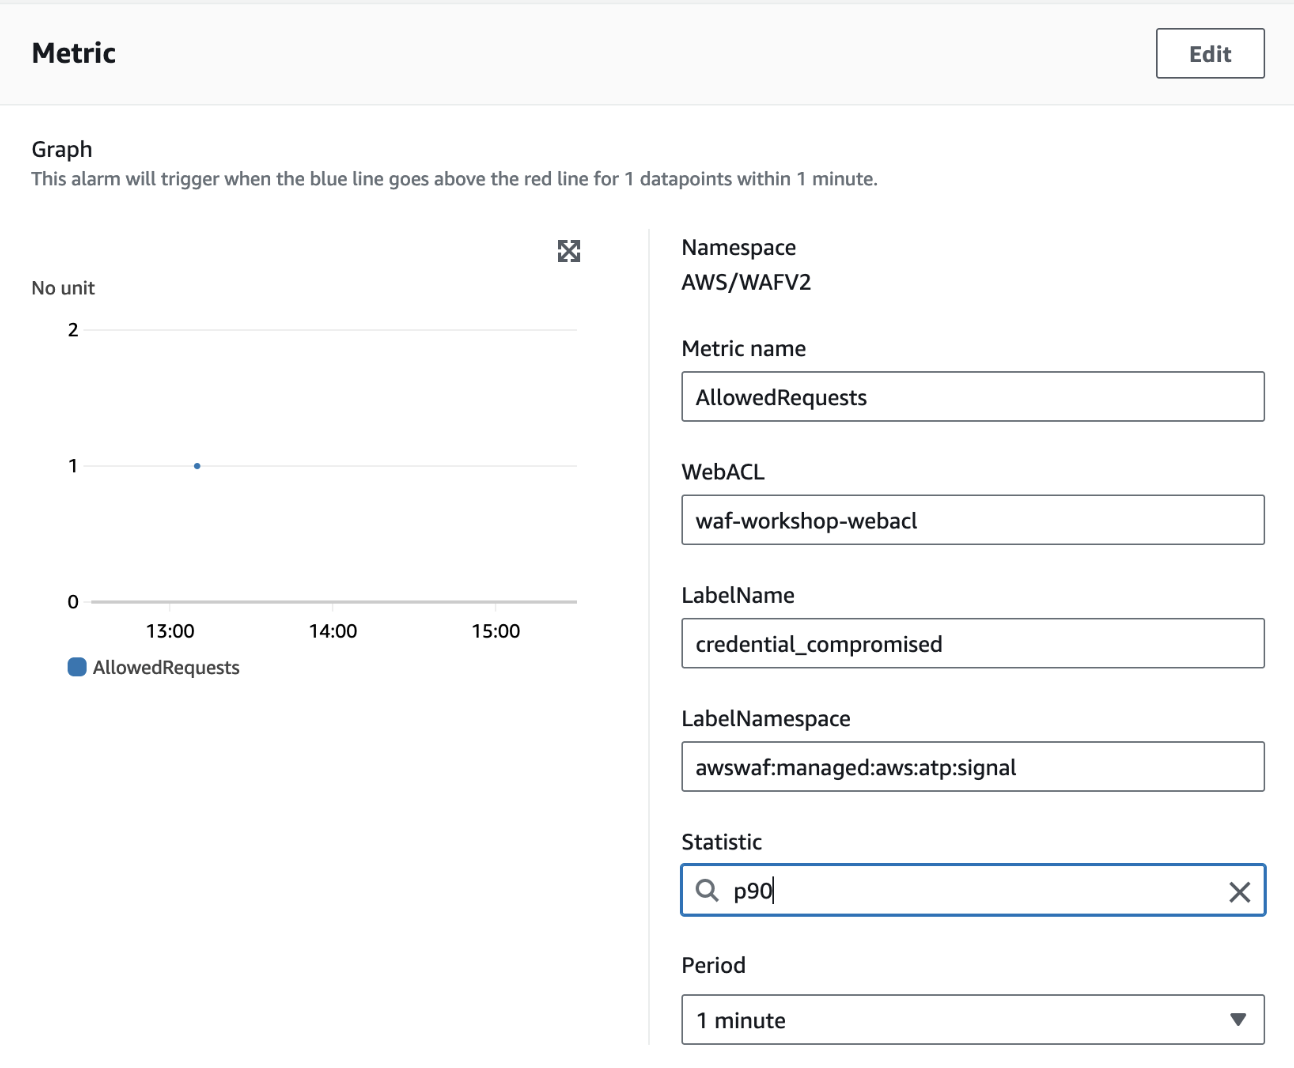 Metric
Edit
Graph
This alarm will trigger when the blue line goes above the red line for 1 datapoints within 1 minute.
No unit
2
1
0
13:00 14:00 15:00
AllowedRequests
Namespace
AWS/WAFV2
Metric name
AllowedRequests
WebACL
waf-workshop-webacl
LabelName
credential_compromised
LabelNamespace
awswaf:managed:aws:atp:signal
Statistic
p90
Period
1 minute